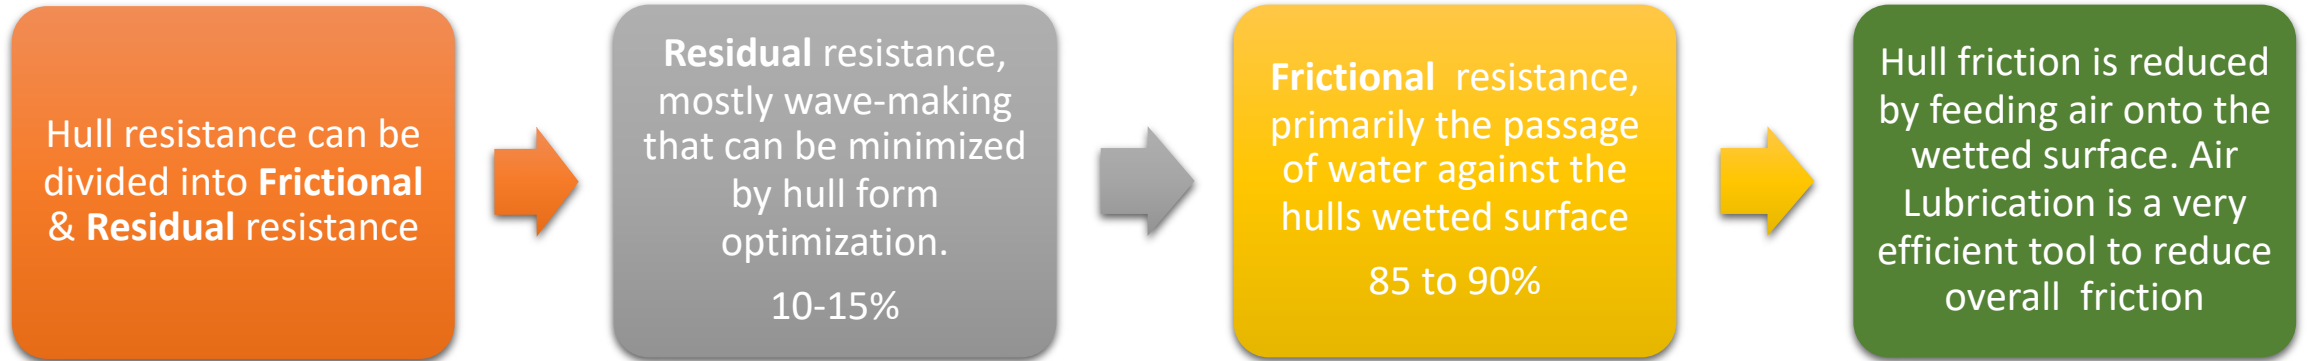 Hull resistance can be
divided into Frictional
& Residual resistance
Residual resistance,
mostly wave-making
that can be minimized
by hull form
optimization.
10-15%
Frictional resistance,
primarily the passage
of water against the
hulls wetted surface
85 to 90%
Hull friction is reduced
by feeding air onto the
wetted surface. Air
Lubrication is a very
efficient tool to reduce
overall friction